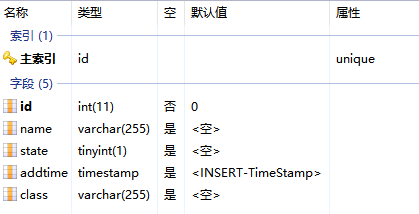 名称 类型 空 默认值 属性
索引 (1)
主索引 id unique
字段 (5)
id int(11) 否 0
name varchar(255) 是 <空>
state tinyint(1) 是 <空>
addtime timestamp 是 <INSERT-TimeStamp>
class varchar(255) 是 <空>